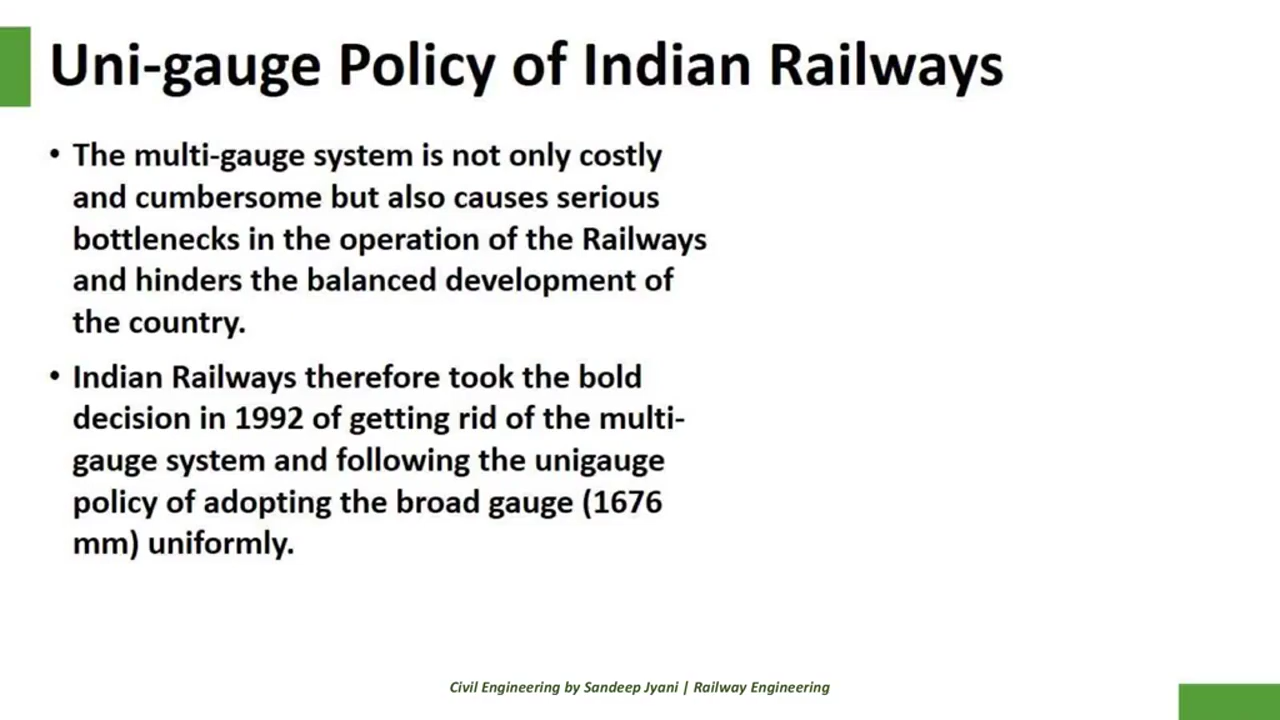 Uni-gauge Policy of Indian Railways
• The multi-gauge system is not only costly
and cumbersome but also causes serious
bottlenecks in the operation of the Railways
and hinders the balanced development of
the country.
• Indian Railways therefore took the bold
decision in 1992 of getting rid of the multi-
gauge system and following the unigauge
policy of adopting the broad gauge (1676
mm) uniformly.
Civil Engineering by Sandeep Jyani | Railway Engineering